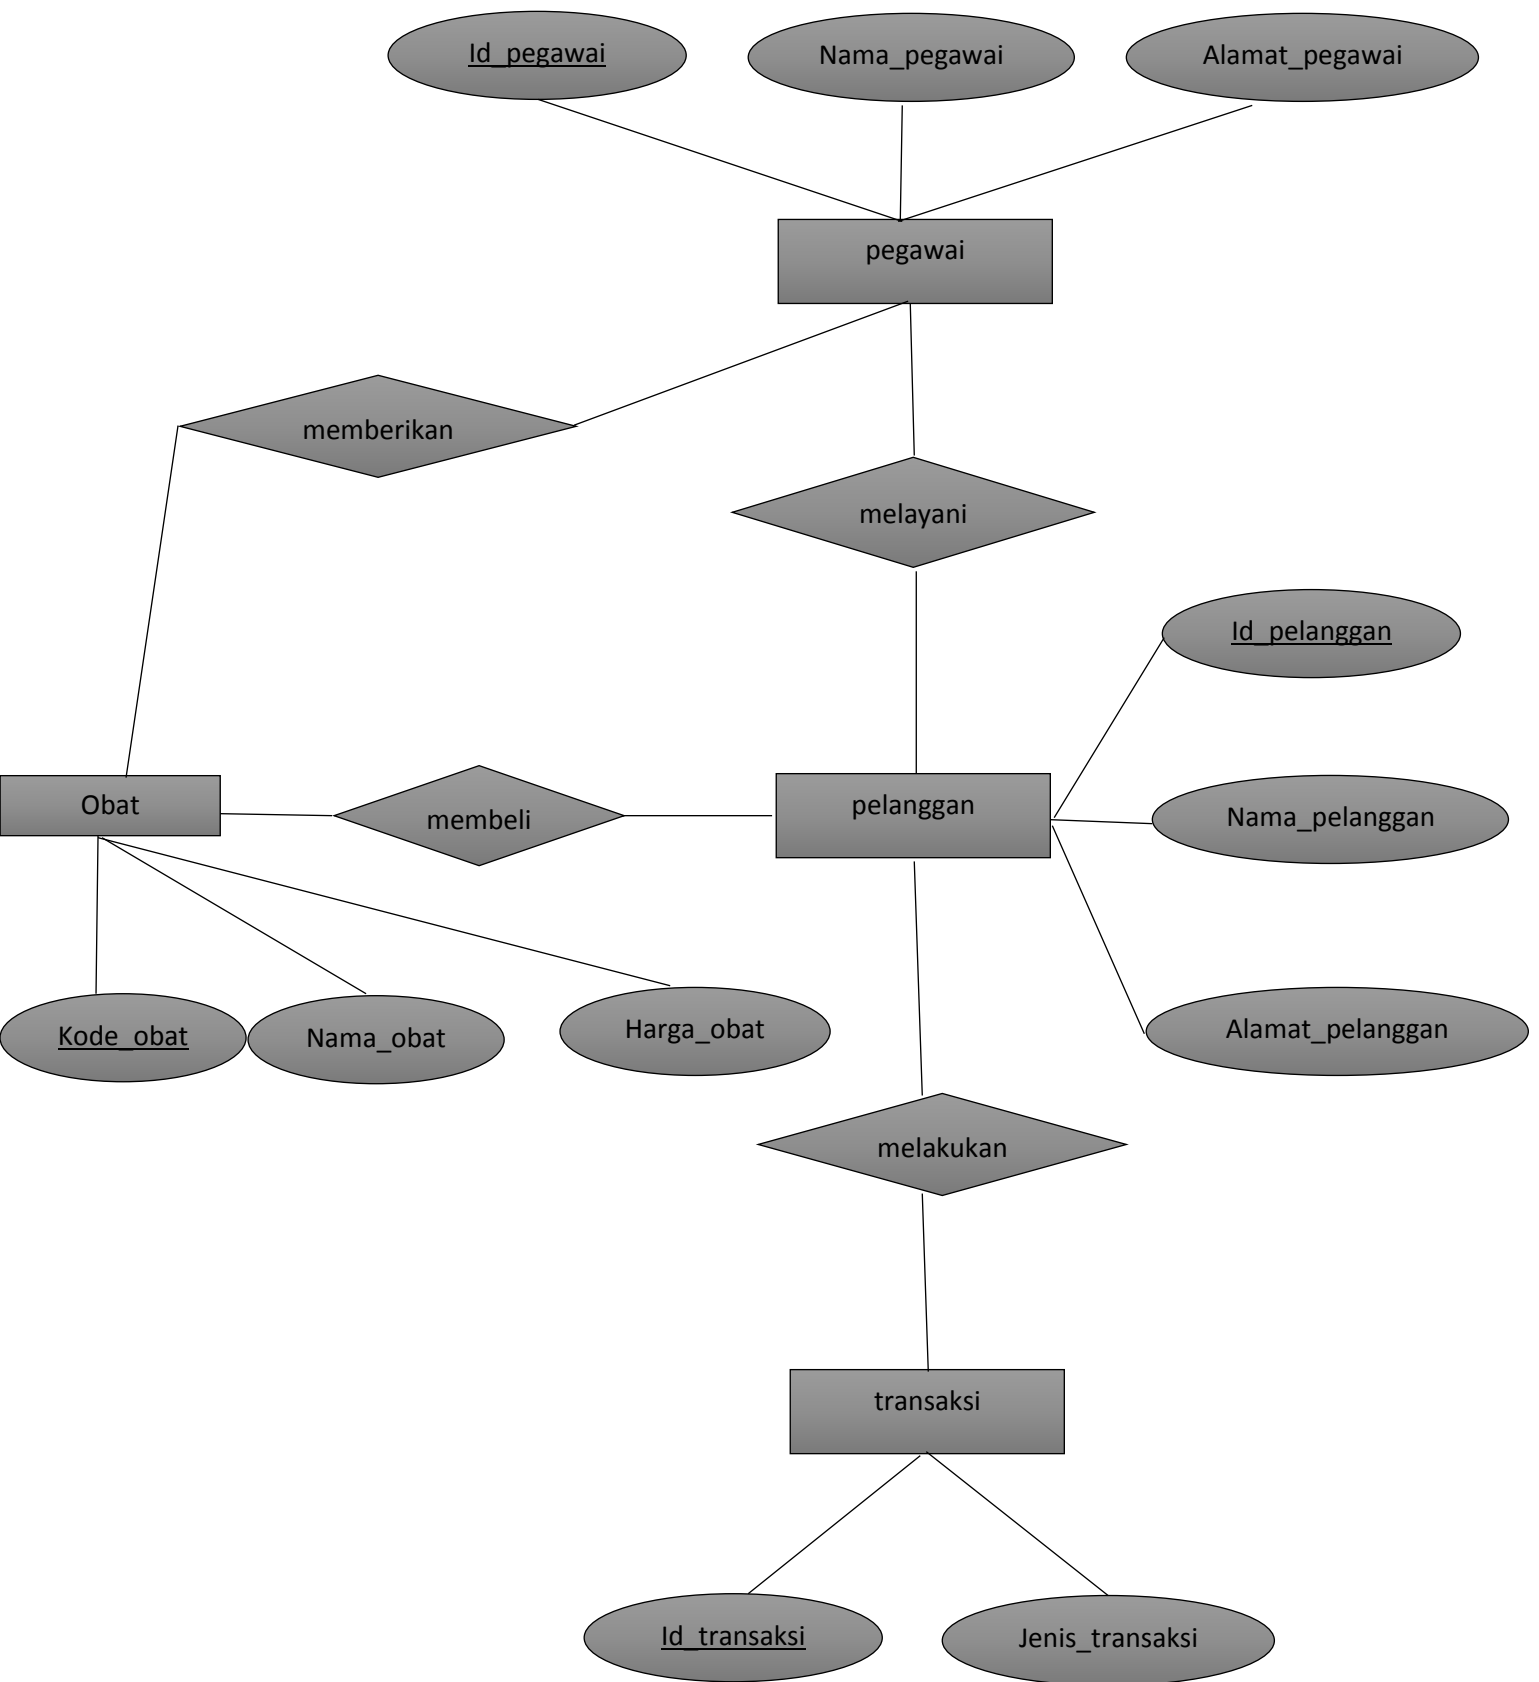 Id_pegawai
Nama_pegawai
Alamat_pegawai
pegawai
memberikan
melayani
Id_pelanggan
Obat
membeli
pelanggan
Nama_pelanggan
Kode_obat
Nama_obat
Harga_obat
Alamat_pelanggan
melakukan
transaksi
Id_transaksi
Jenis_transaksi